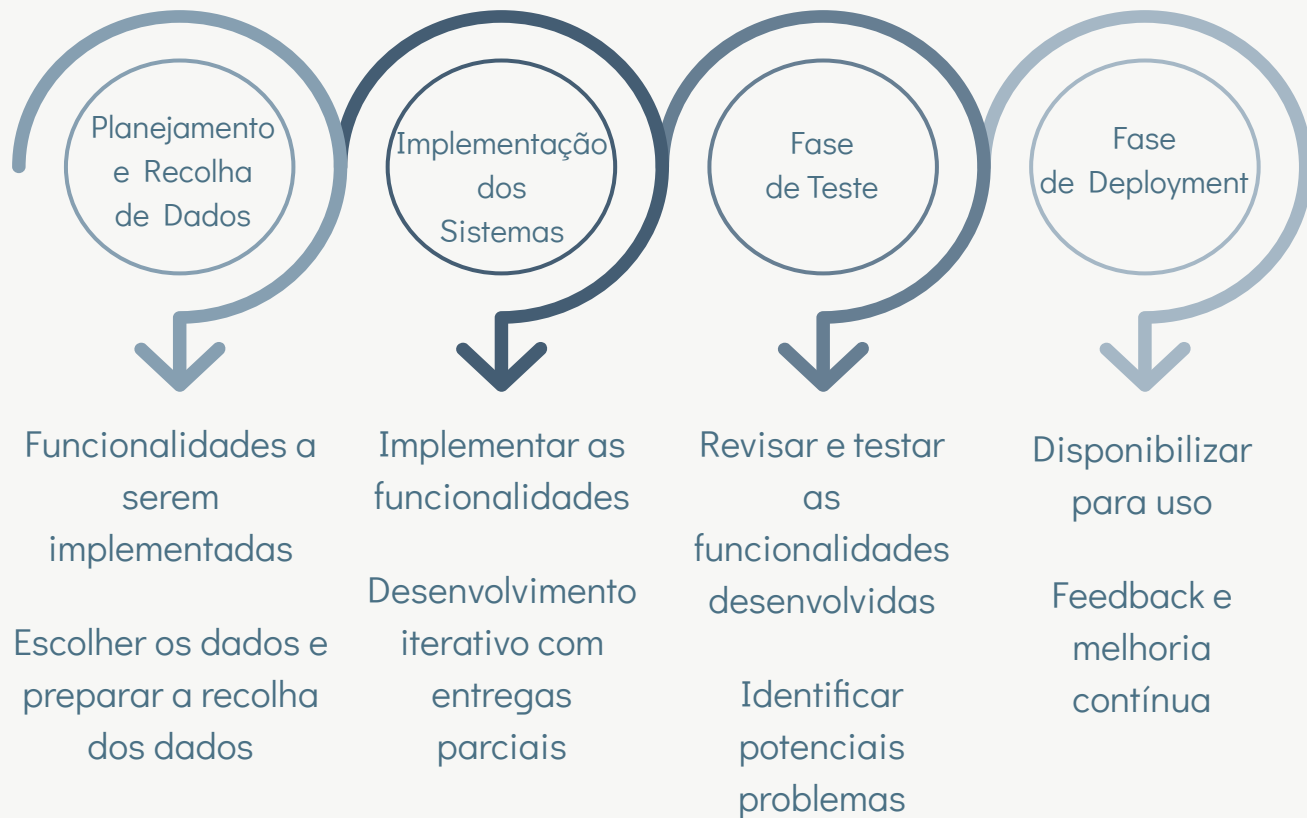 Planejamento
e Recolha
de Dados
Implementação
dos
Sistemas
Fase
de Teste
Fase
de Deployment
Funcionalidades a
serem
implementadas
Escolher os dados e
preparar a recolha
dos dados
Implementar as
funcionalidades
Desenvolvimento
iterativo com
entregas
parciais
Revisar e testar
as
funcionalidades
desenvolvidas
Identificar
potenciais
problemas
Disponibilizar
para uso
Feedback e
melhoria
contínua